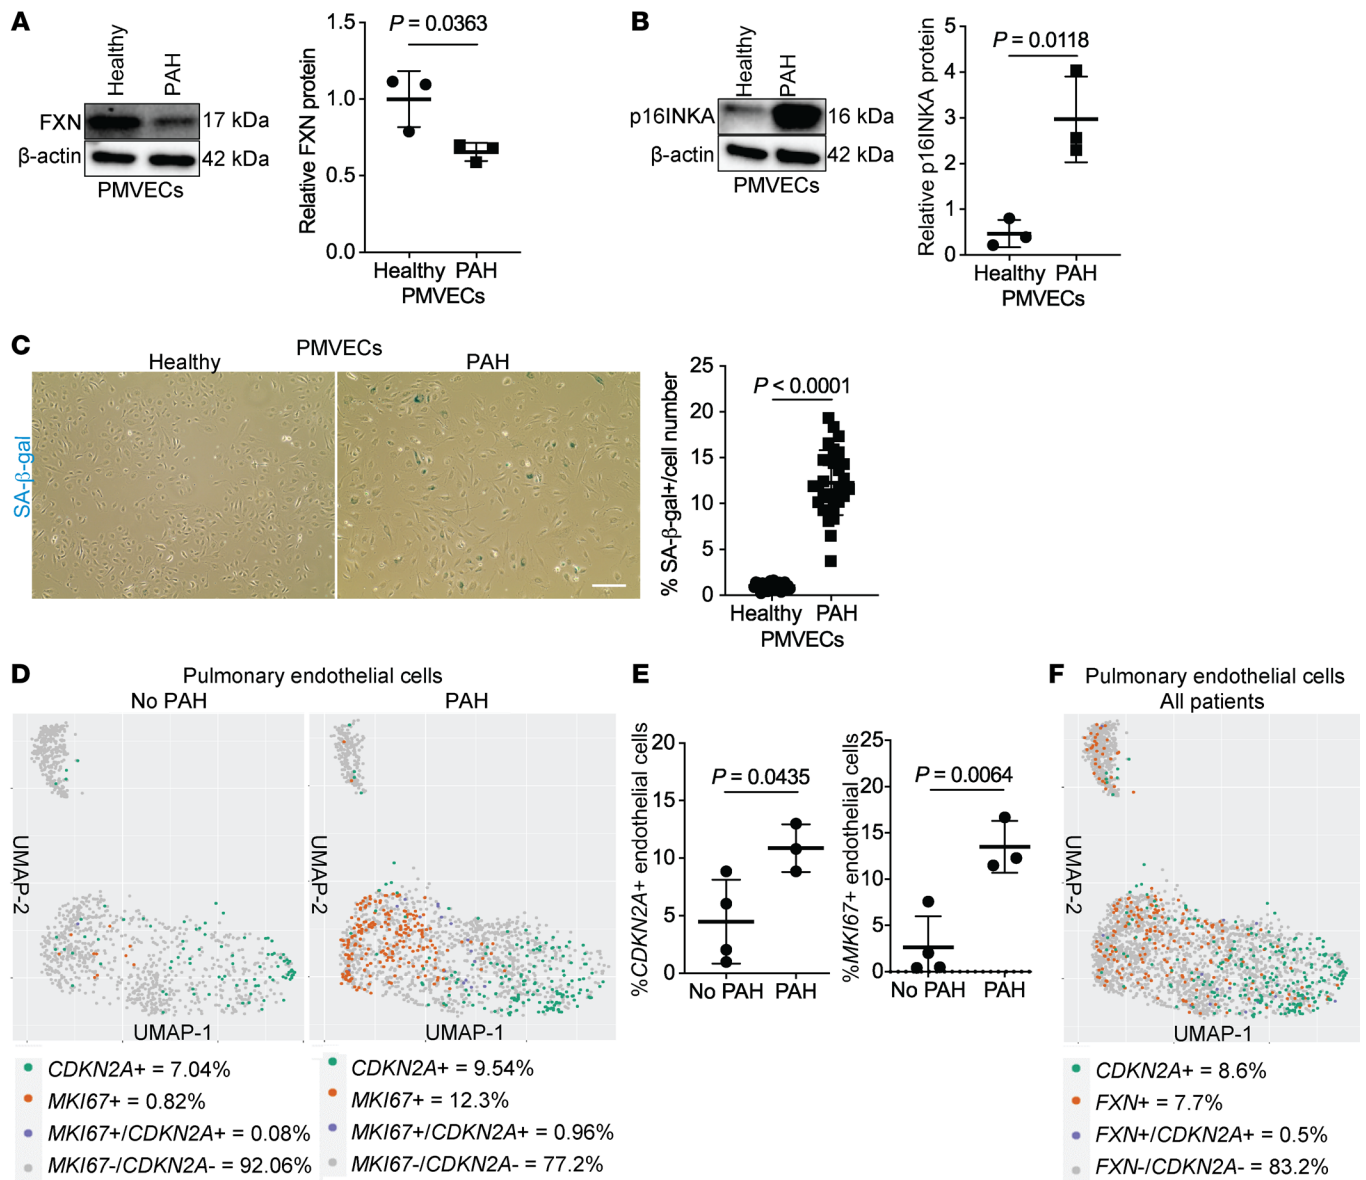 A
Healthy
PAH
FXN
17 kDa
β-actin
42 kDa
PMVECs
P = 0.0363
Relative FXN protein
1.5
1.0
0.5
0.0
Healthy PAH
PMVECs
B
Healthy
PAH
p16INKA
16 kDa
β-actin
42 kDa
PMVECs
P = 0.0118
Relative p16INKA protein
5
4
3
2
1
0
Healthy PAH
PMVECs
C
PMVECs
Healthy
PAH
SA-β-gal
% SA-β-gal+/cell number
25
20
15
10
5
0
P < 0.0001
Healthy PAH
PMVECs
D
Pulmonary endothelial cells
No PAH
PAH
UMAP-2
UMAP-1
UMAP-2
UMAP-1
CDKN2A+ = 7.04%
MKI67+ = 0.82%
MKI67+/CDKN2A+ = 0.08%
MKI67-/CDKN2A- = 92.06%
CDKN2A+ = 9.54%
MKI67+ = 12.3%
MKI67+/CDKN2A+ = 0.96%
MKI67-/CDKN2A- = 77.2%
E
%CDKN2A+ endothelial cells
20
15
10
5
0
P = 0.0435
No PAH PAH
%MKI67+ endothelial cells
25
20
15
10
5
0
P = 0.0064
No PAH PAH
F
Pulmonary endothelial cells
All patients
UMAP-2
UMAP-1
CDKN2A+ = 8.6%
FXN+ = 7.7%
FXN+/CDKN2A+ = 0.5%
FXN-/CDKN2A- = 83.2%